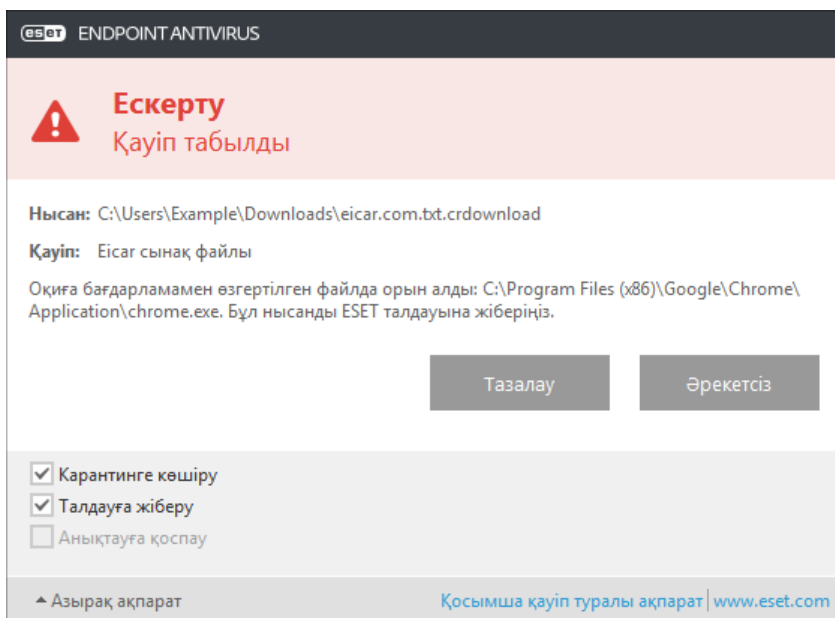 eset ENDPOINT ANTIVIRUS
Ескерту
Қауіп табылды
Нысан: C:\Users\Example\Downloads\eicar.com.txt.crdownload
Қауіп: Eicar сынақ файлы
Оқиға бағдарламамен өзгертілген файлда орын алды: C:\Program Files (x86)\Google\Chrome\
Application\chrome.exe. Бұл нысанды ESET талдауына жіберіңіз.
Тазалау Әрекетсіз
Карантинге көшіру
Талдауға жіберу
Анықтауға қоспау
Азырақ ақпарат Қосымша қауіп туралы ақпарат | www.eset.com